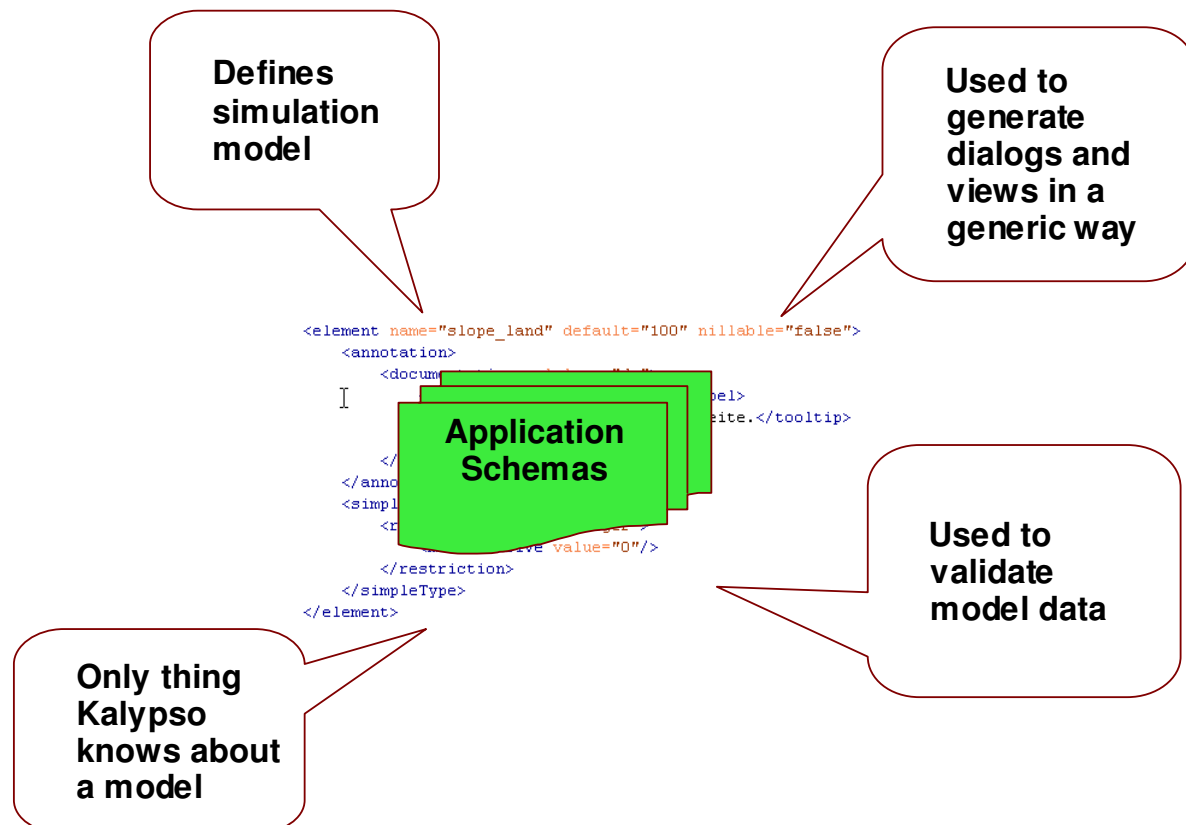 Defines
simulation
model
Used to
generate
dialogs and
views in a
generic way
<element name="slope_land" default="100" nillable="false">
<annotation>
<docum
bel>
eite.</tooltip>
Application
Schemas
</
</anno
<simpl
<r
ive value="0"/>
</restriction>
</simpleType>
</element>
Used to
validate
model data
Only thing
Kalypso
knows about
a model